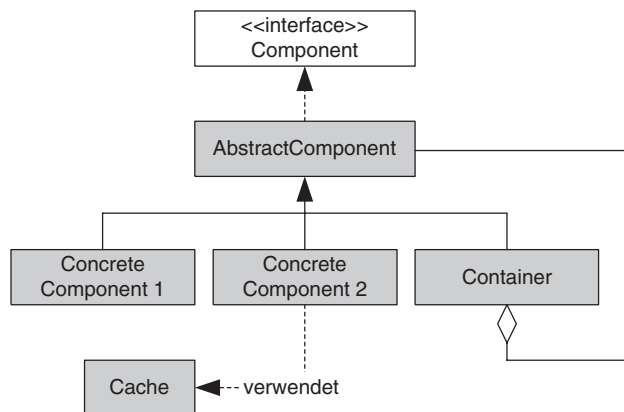 <<interface>>
Component
AbstractComponent
Concrete
Component 1
Concrete
Component 2
Container
Cache
verwendet